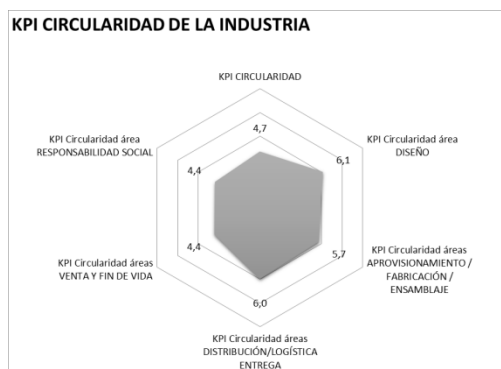 KPI CIRCULARIDAD DE LA INDUSTRIA
KPI CIRCULARIDAD
4,7
KPI Circularidad área
DISEÑO
6,1
KPI Circularidad áreas
APROVISIONAMIENTO /
FABRICACIÓN /
ENSAMBLAJE
5,7
6,0
KPI Circularidad áreas
DISTRIBUCIÓN/LOGÍSTICA
ENTREGA
KPI Circularidad áreas
VENTA Y FIN DE VIDA
4,4
KPI Circularidad área
RESPONSABILIDAD SOCIAL
4,4